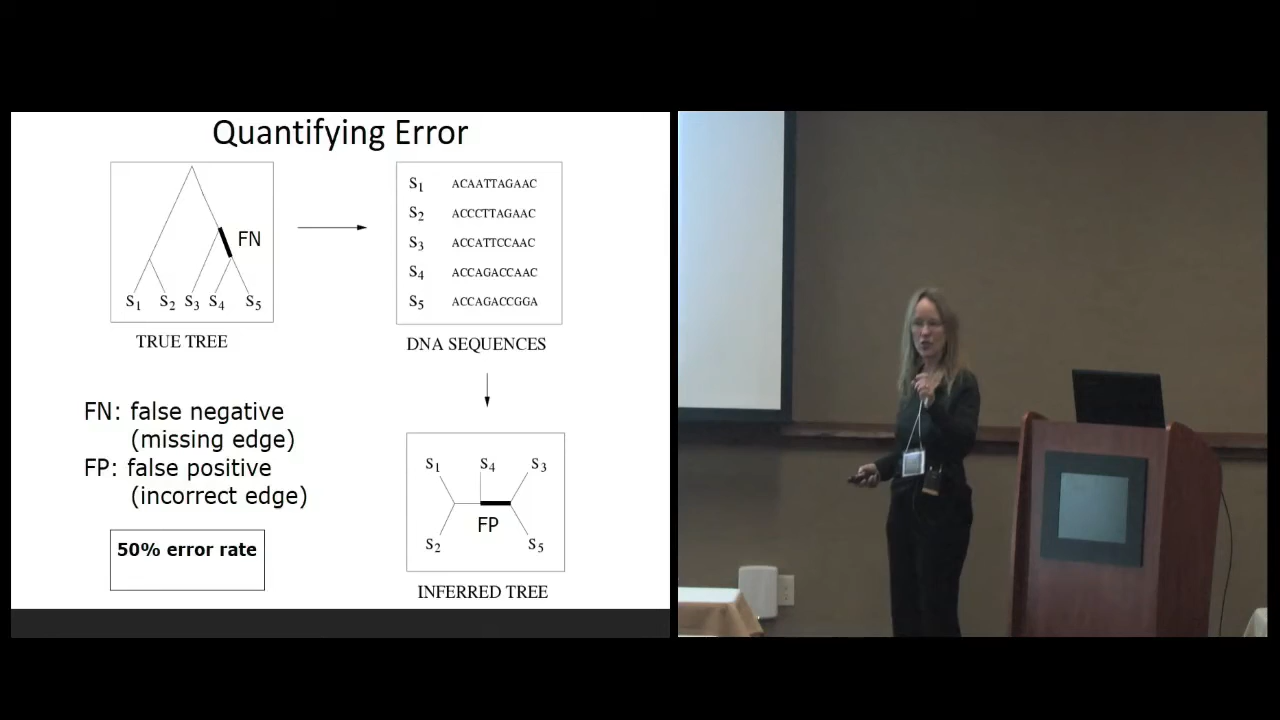 Quantifying Error
FN
S1 S2 S3 S4 S5
TRUE TREE
S1 ACAATTAGAAC
S2 ACCCTTAGAAC
S3 ACCATTCCAAC
S4 ACCAGACCAAC
S5 ACCAGACCGGA
DNA SEQUENCES
FN: false negative
(missing edge)
FP: false positive
(incorrect edge)
50% error rate
S1 S4 S3
FP
S2 S5
INFERRED TREE